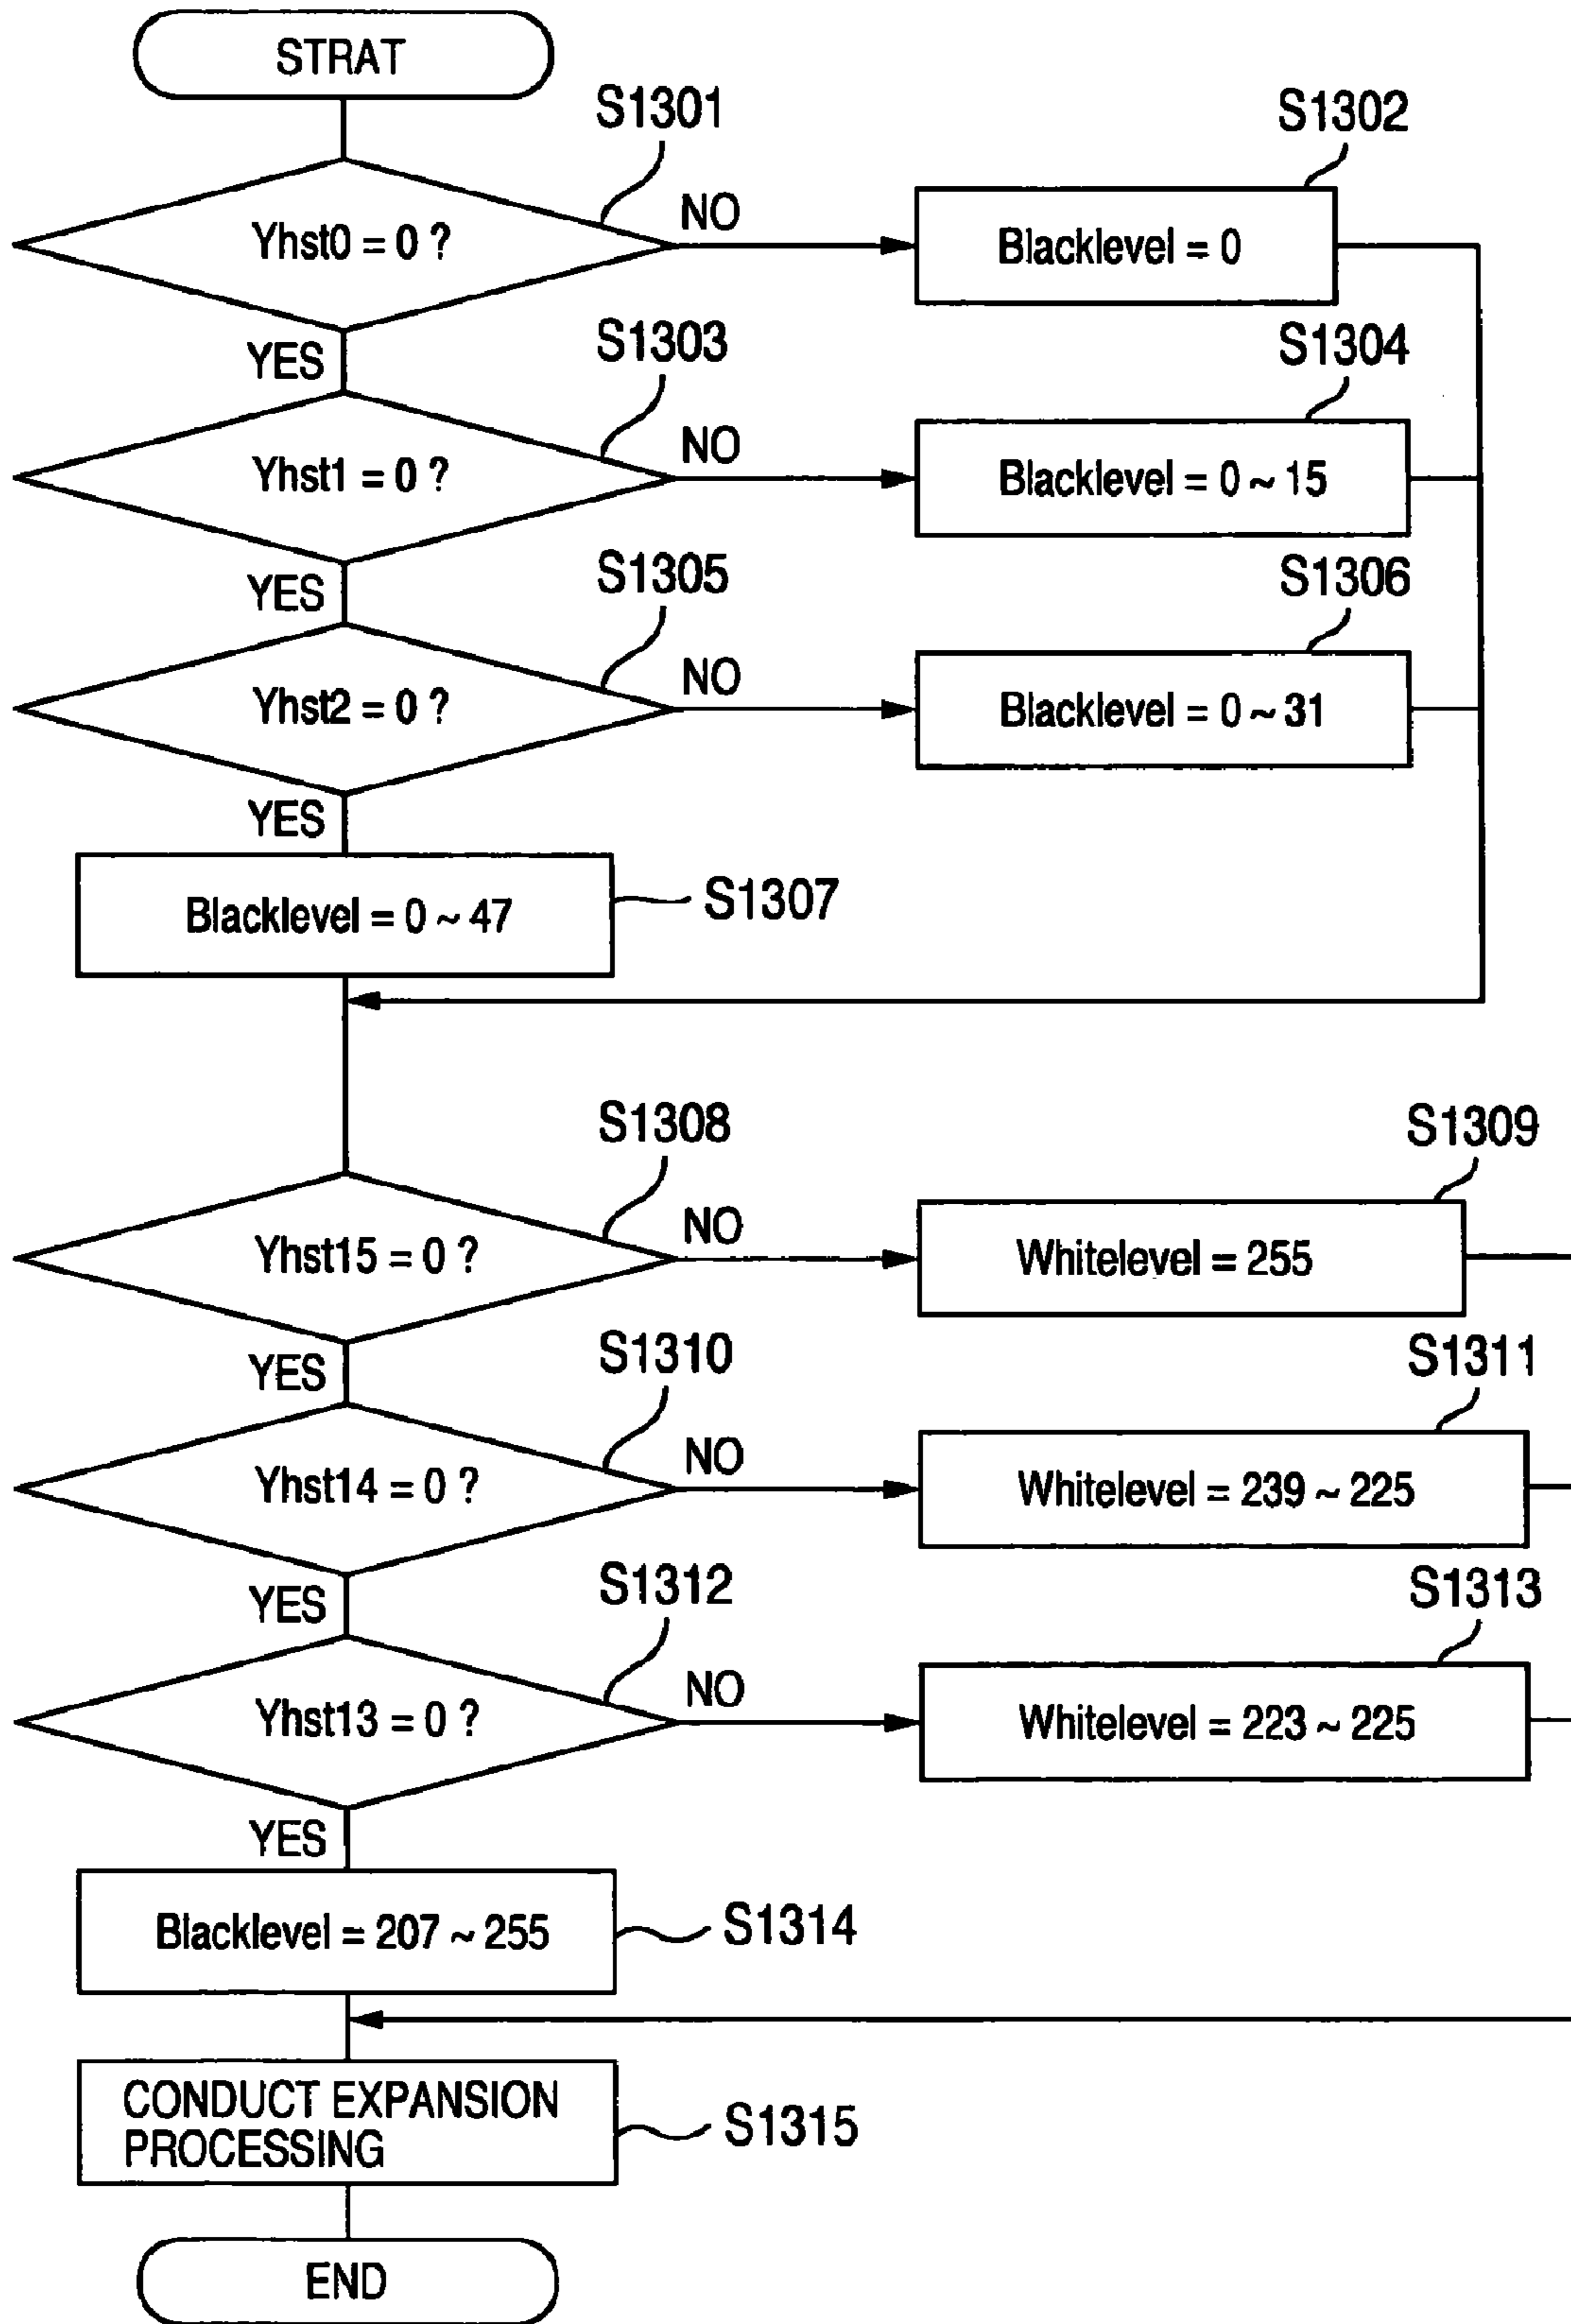 STRAT
S1301
S1302
Yhst0 = 0 ?
NO
Blacklevel = 0
YES
S1303
S1304
Yhst1 = 0 ?
NO
Blacklevel = 0 ~ 15
YES
S1305
S1306
Yhst2 = 0 ?
NO
Blacklevel = 0 ~ 31
YES
Blacklevel = 0 ~ 47
S1307
S1308
S1309
Yhst15 = 0 ?
NO
Whitelevel = 255
YES
S1310
S1311
Yhst14 = 0 ?
NO
Whitelevel = 239 ~ 225
YES
S1312
S1313
Yhst13 = 0 ?
NO
Whitelevel = 223 ~ 225
YES
Blacklevel = 207 ~ 255
S1314
CONDUCT EXPANSION
PROCESSING
S1315
END